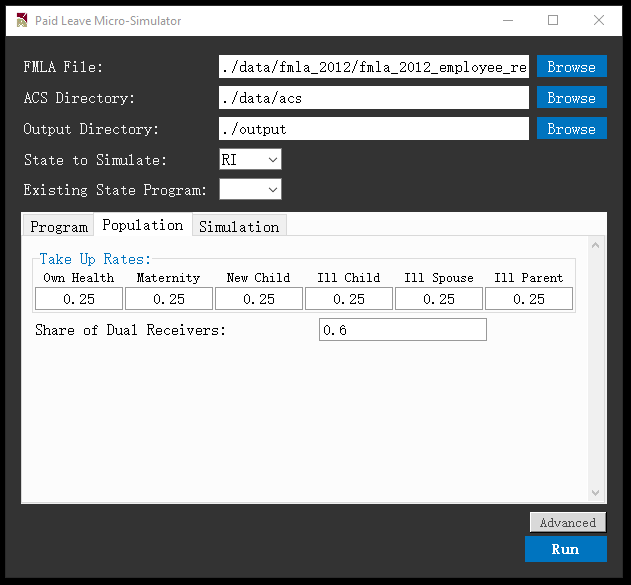 Paid Leave Micro-Simulator
FMLA File: ./data/fmla_2012/fmla_2012_employee_re Browse
ACS Directory: ./data/acs Browse
Output Directory: ./output Browse
State to Simulate: RI
Existing State Program:
Program Population Simulation
Take Up Rates:
Own Health Maternity New Child Ill Child Ill Spouse Ill Parent
0.25 0.25 0.25 0.25 0.25 0.25
Share of Dual Receivers: 0.6
Advanced
Run